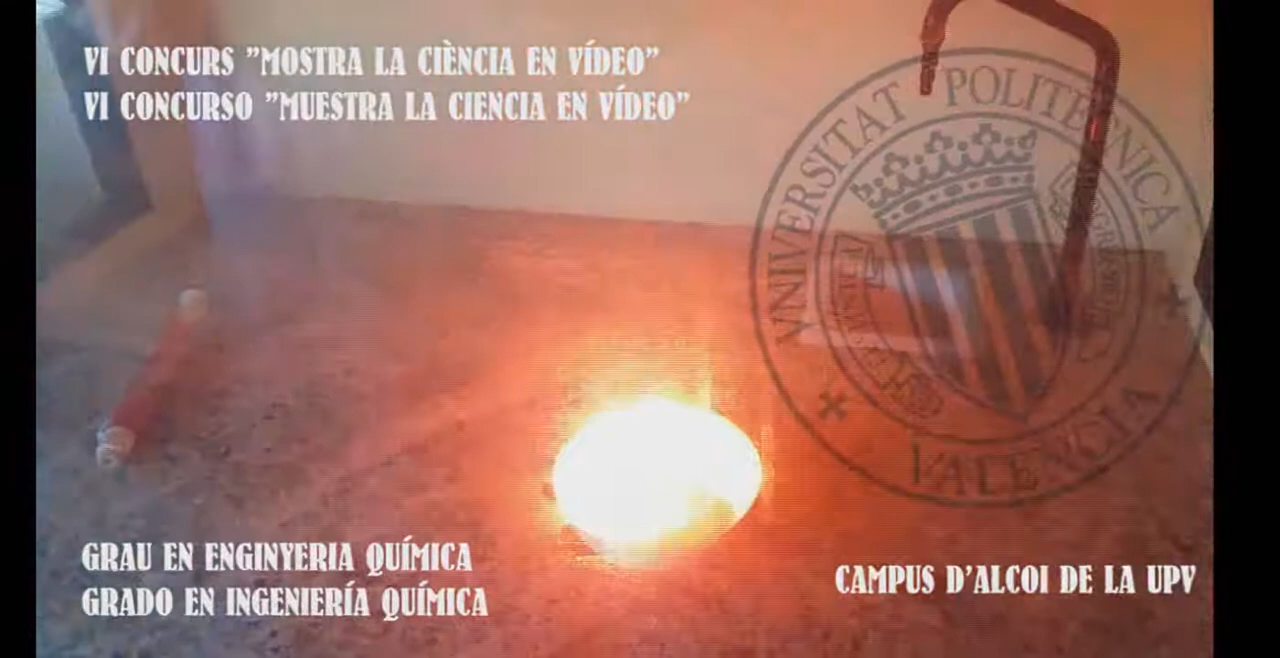 VI CONCURS "MOSTRA LA CIÈNCIA EN VÍDEO"
VI CONCURSO "MUESTRA LA CIENCIA EN VÍDEO"
VNIVERSITAT POLITÈCNICA
VALENCIA
GRAU EN ENGINYERIA QUÍMICA
GRADO EN INGENIERÍA QUÍMICA
CAMPUS D'ALCOI DE LA UPV